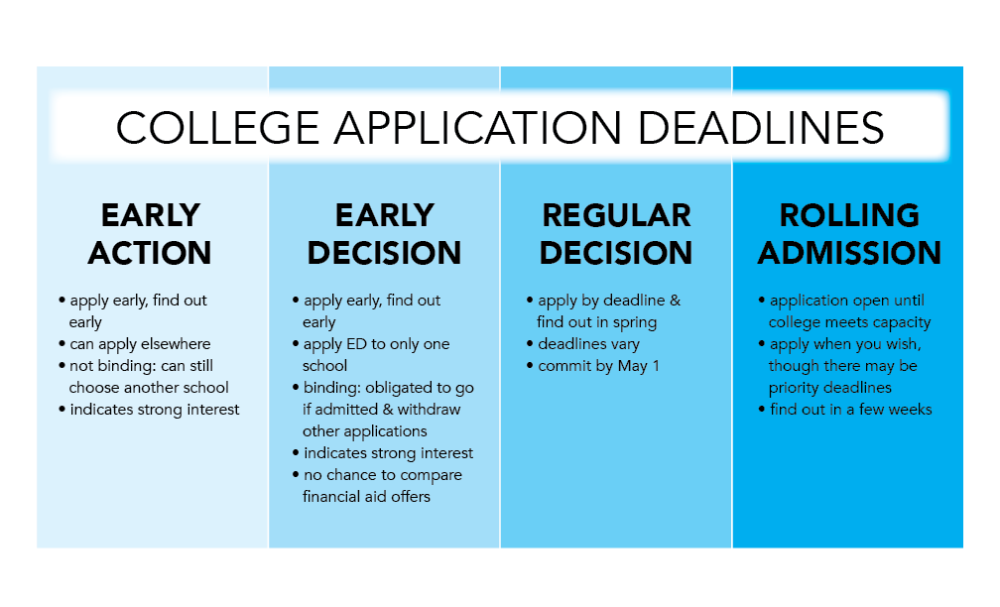 COLLEGE APPLICATION DEADLINES
EARLY
ACTION
• apply early, find out
early
• can apply elsewhere
• not binding: can still
choose another school
• indicates strong interest
EARLY
DECISION
• apply early, find out
early
• apply ED to only one
school
• binding: obligated to go
if admitted & withdraw
other applications
• indicates strong interest
• no chance to compare
financial aid offers
REGULAR
DECISION
• apply by deadline &
find out in spring
• deadlines vary
• commit by May 1
ROLLING
ADMISSION
• application open until
college meets capacity
• apply when you wish,
though there may be
priority deadlines
• find out in a few weeks